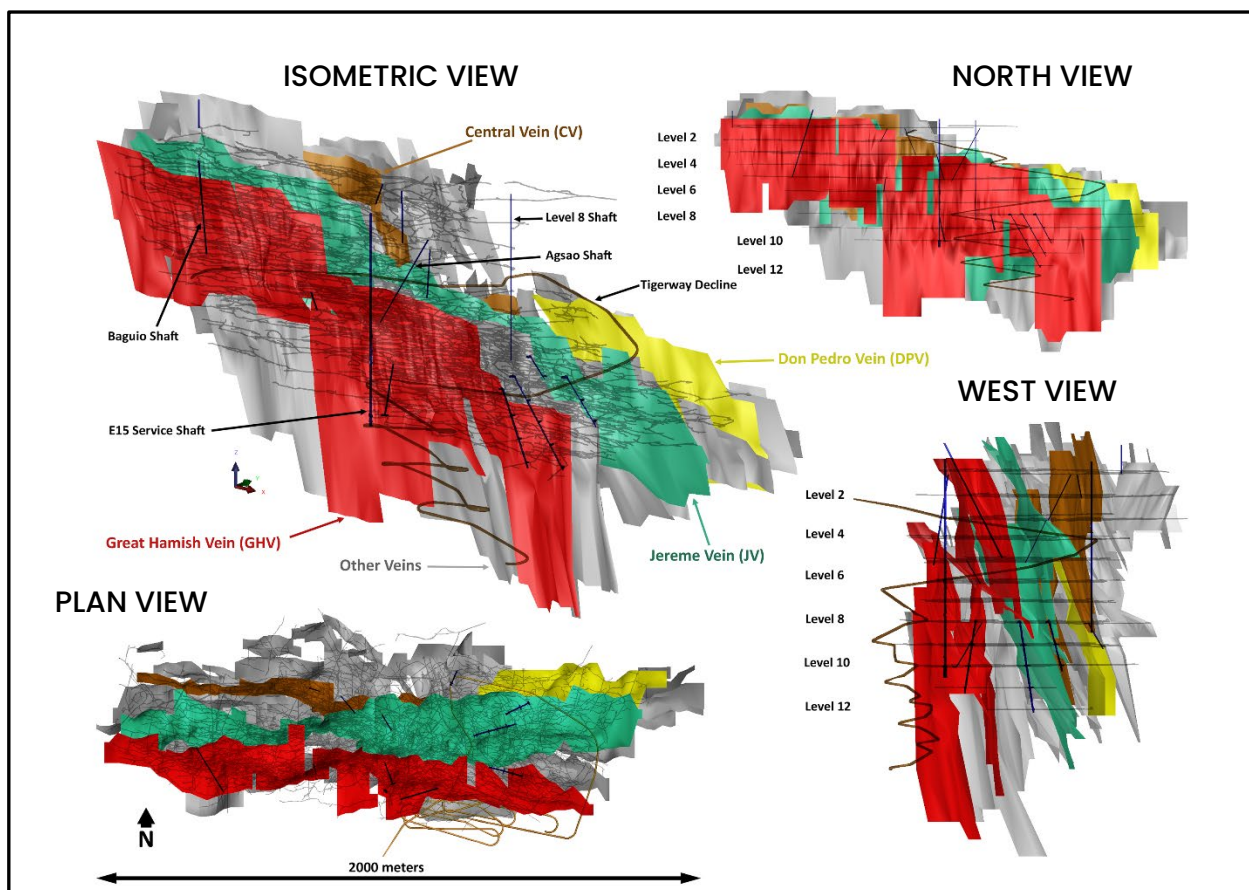 ISOMETRIC VIEW
Central Vein (CV)
Level 8 Shaft
Agsao Shaft
Tigerway Decline
Baguio Shaft
Don Pedro Vein (DPV)
E15 Service Shaft
Z
Y
X
Great Hamish Vein (GHV)
Other Veins
Jereme Vein (JV)
NORTH VIEW
Level 2
Level 4
Level 6
Level 8
Level 10
Level 12
WEST VIEW
Level 2
Level 4
Level 6
Level 8
Level 10
Level 12
PLAN VIEW
N
2000 meters